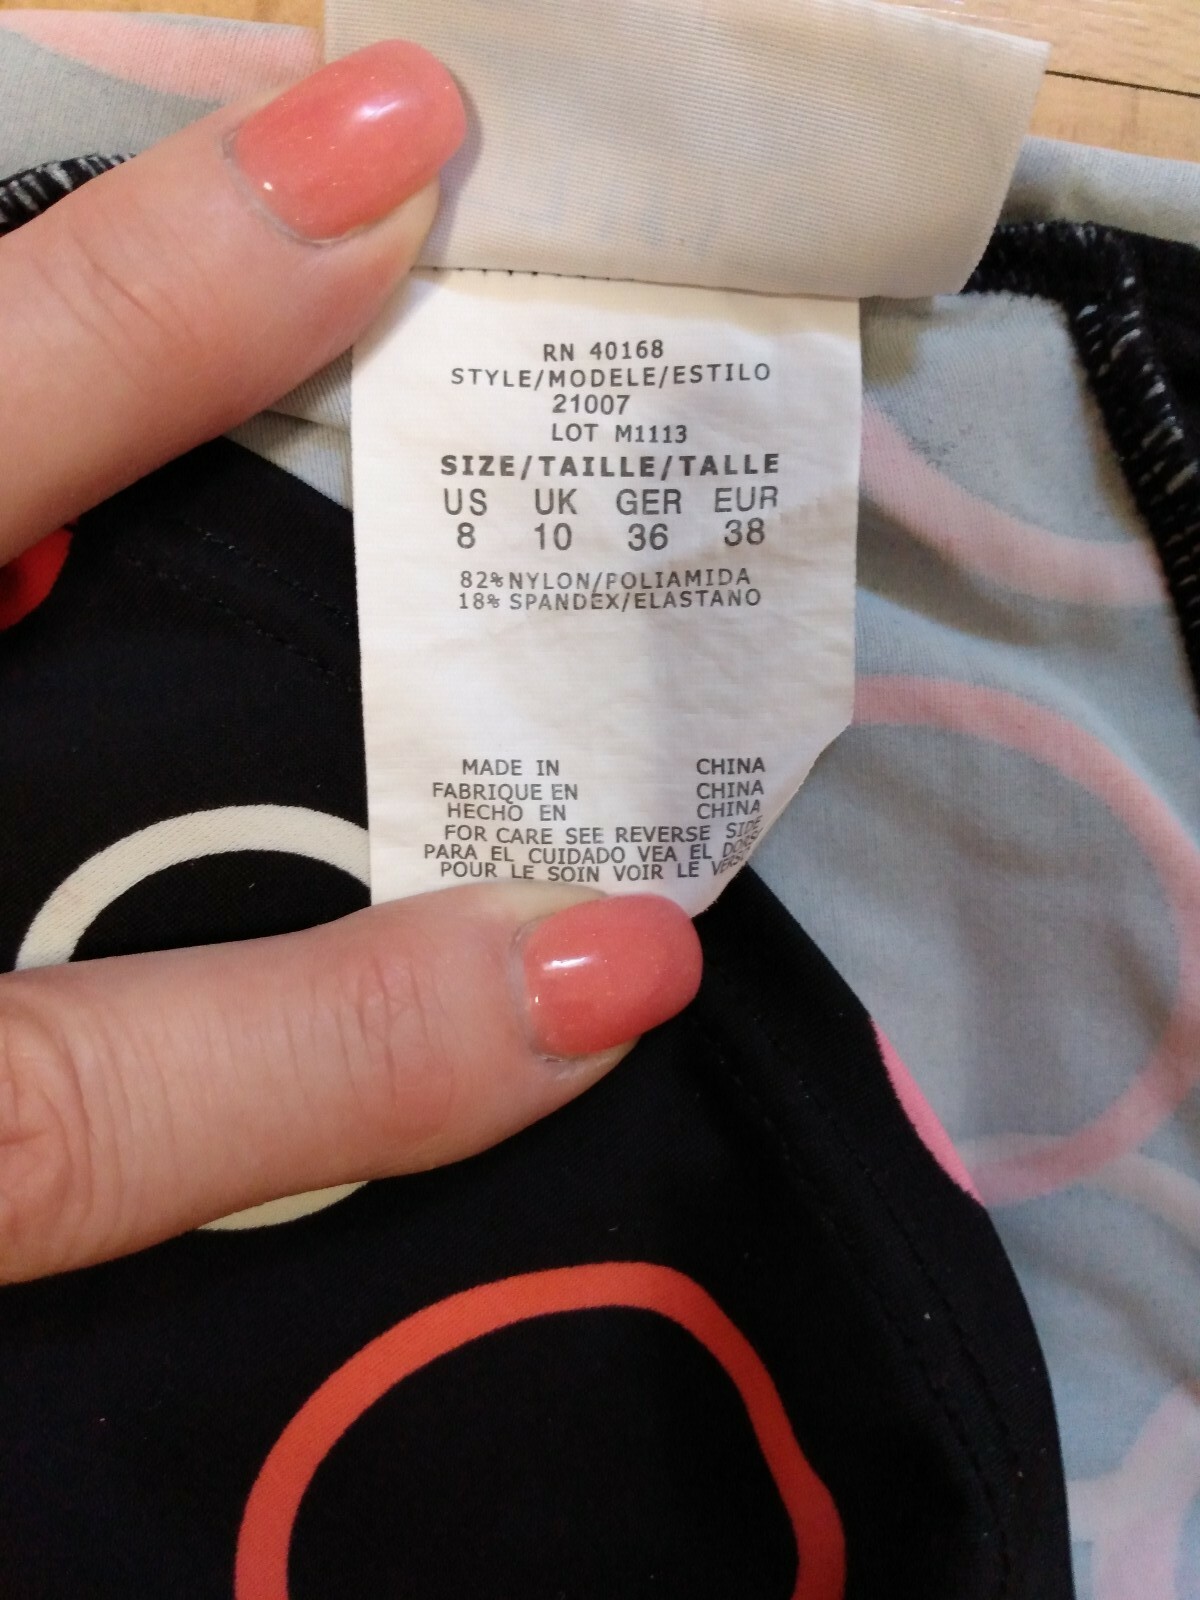 RN 40168
STYLE/MODELE/ESTILO
21007
LOT M1113
SIZE/TAILLE/TALLE
US UK GER EUR
8 10 36 38
82% NYLON/POLIAMIDA
18% SPANDEX/ELASTANO
MADE IN CHINA
FABRIQUE EN CHINA
HECHO EN CHINA
FOR CARE SEE REVERSE SIDE
PARA EL CUIDADO VEA EL
POUR LE SOIN VOIR LE